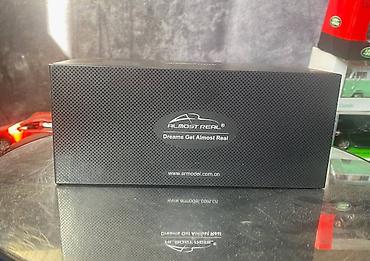 ALMOST REAL®
Dreams Get Almost Real
www.armodel.com.cn